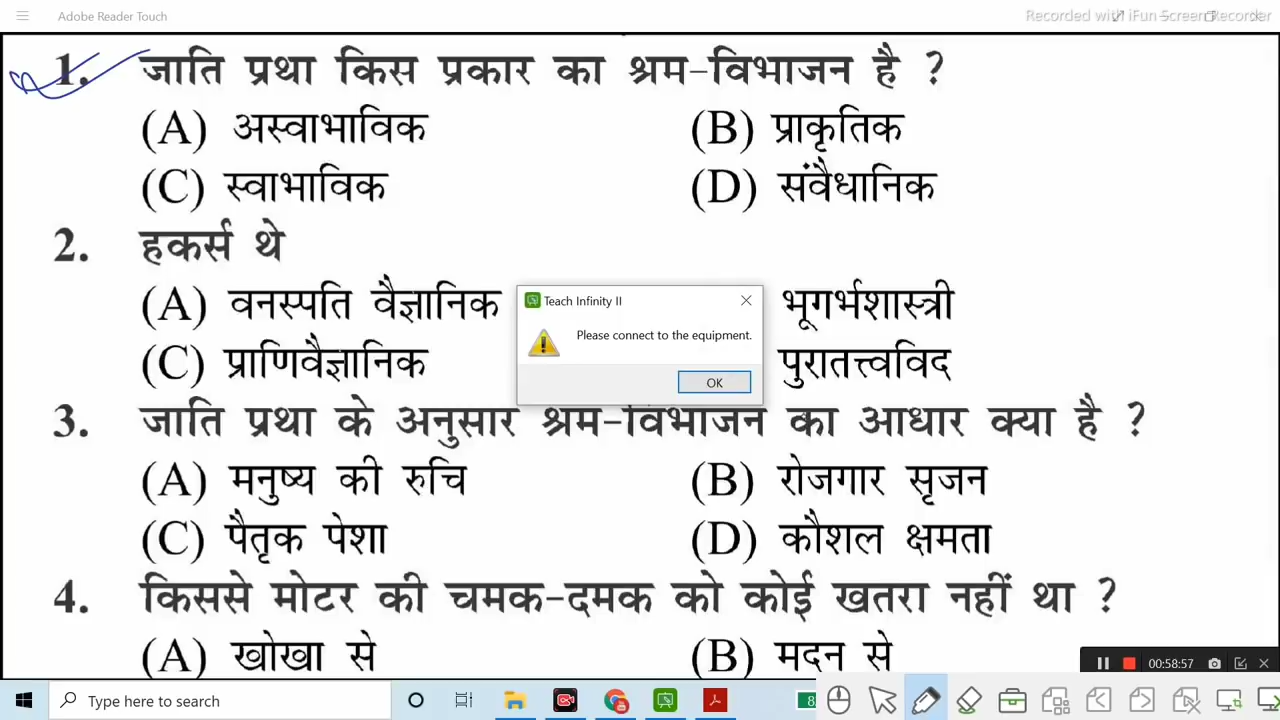 Adobe Reader Touch
Recorded with iFun Screen Recorder
1. जाति प्रथा किस प्रकार का श्रम-विभाजन है ?
(A) अस्वाभाविक (B) प्राकृतिक
(C) स्वाभाविक (D) संवैधानिक
2. हकर्स थे
(A) वनस्पति वैज्ञानिक भूगर्भशास्त्री
(C) प्राणिवैज्ञानिक पुरातत्त्वविद
Teach Infinity II
Please connect to the equipment.
OK
3. जाति प्रथा के अनुसार श्रम-विभाजन का आधार क्या है ?
(A) मनुष्य की रुचि (B) रोजगार सृजन
(C) पैतृक पेशा (D) कौशल क्षमता
4. किससे मोटर की चमक-दमक को कोई खतरा नहीं था ?
(A) खोखा से (B) मदन से
00:58:57
Type here to search